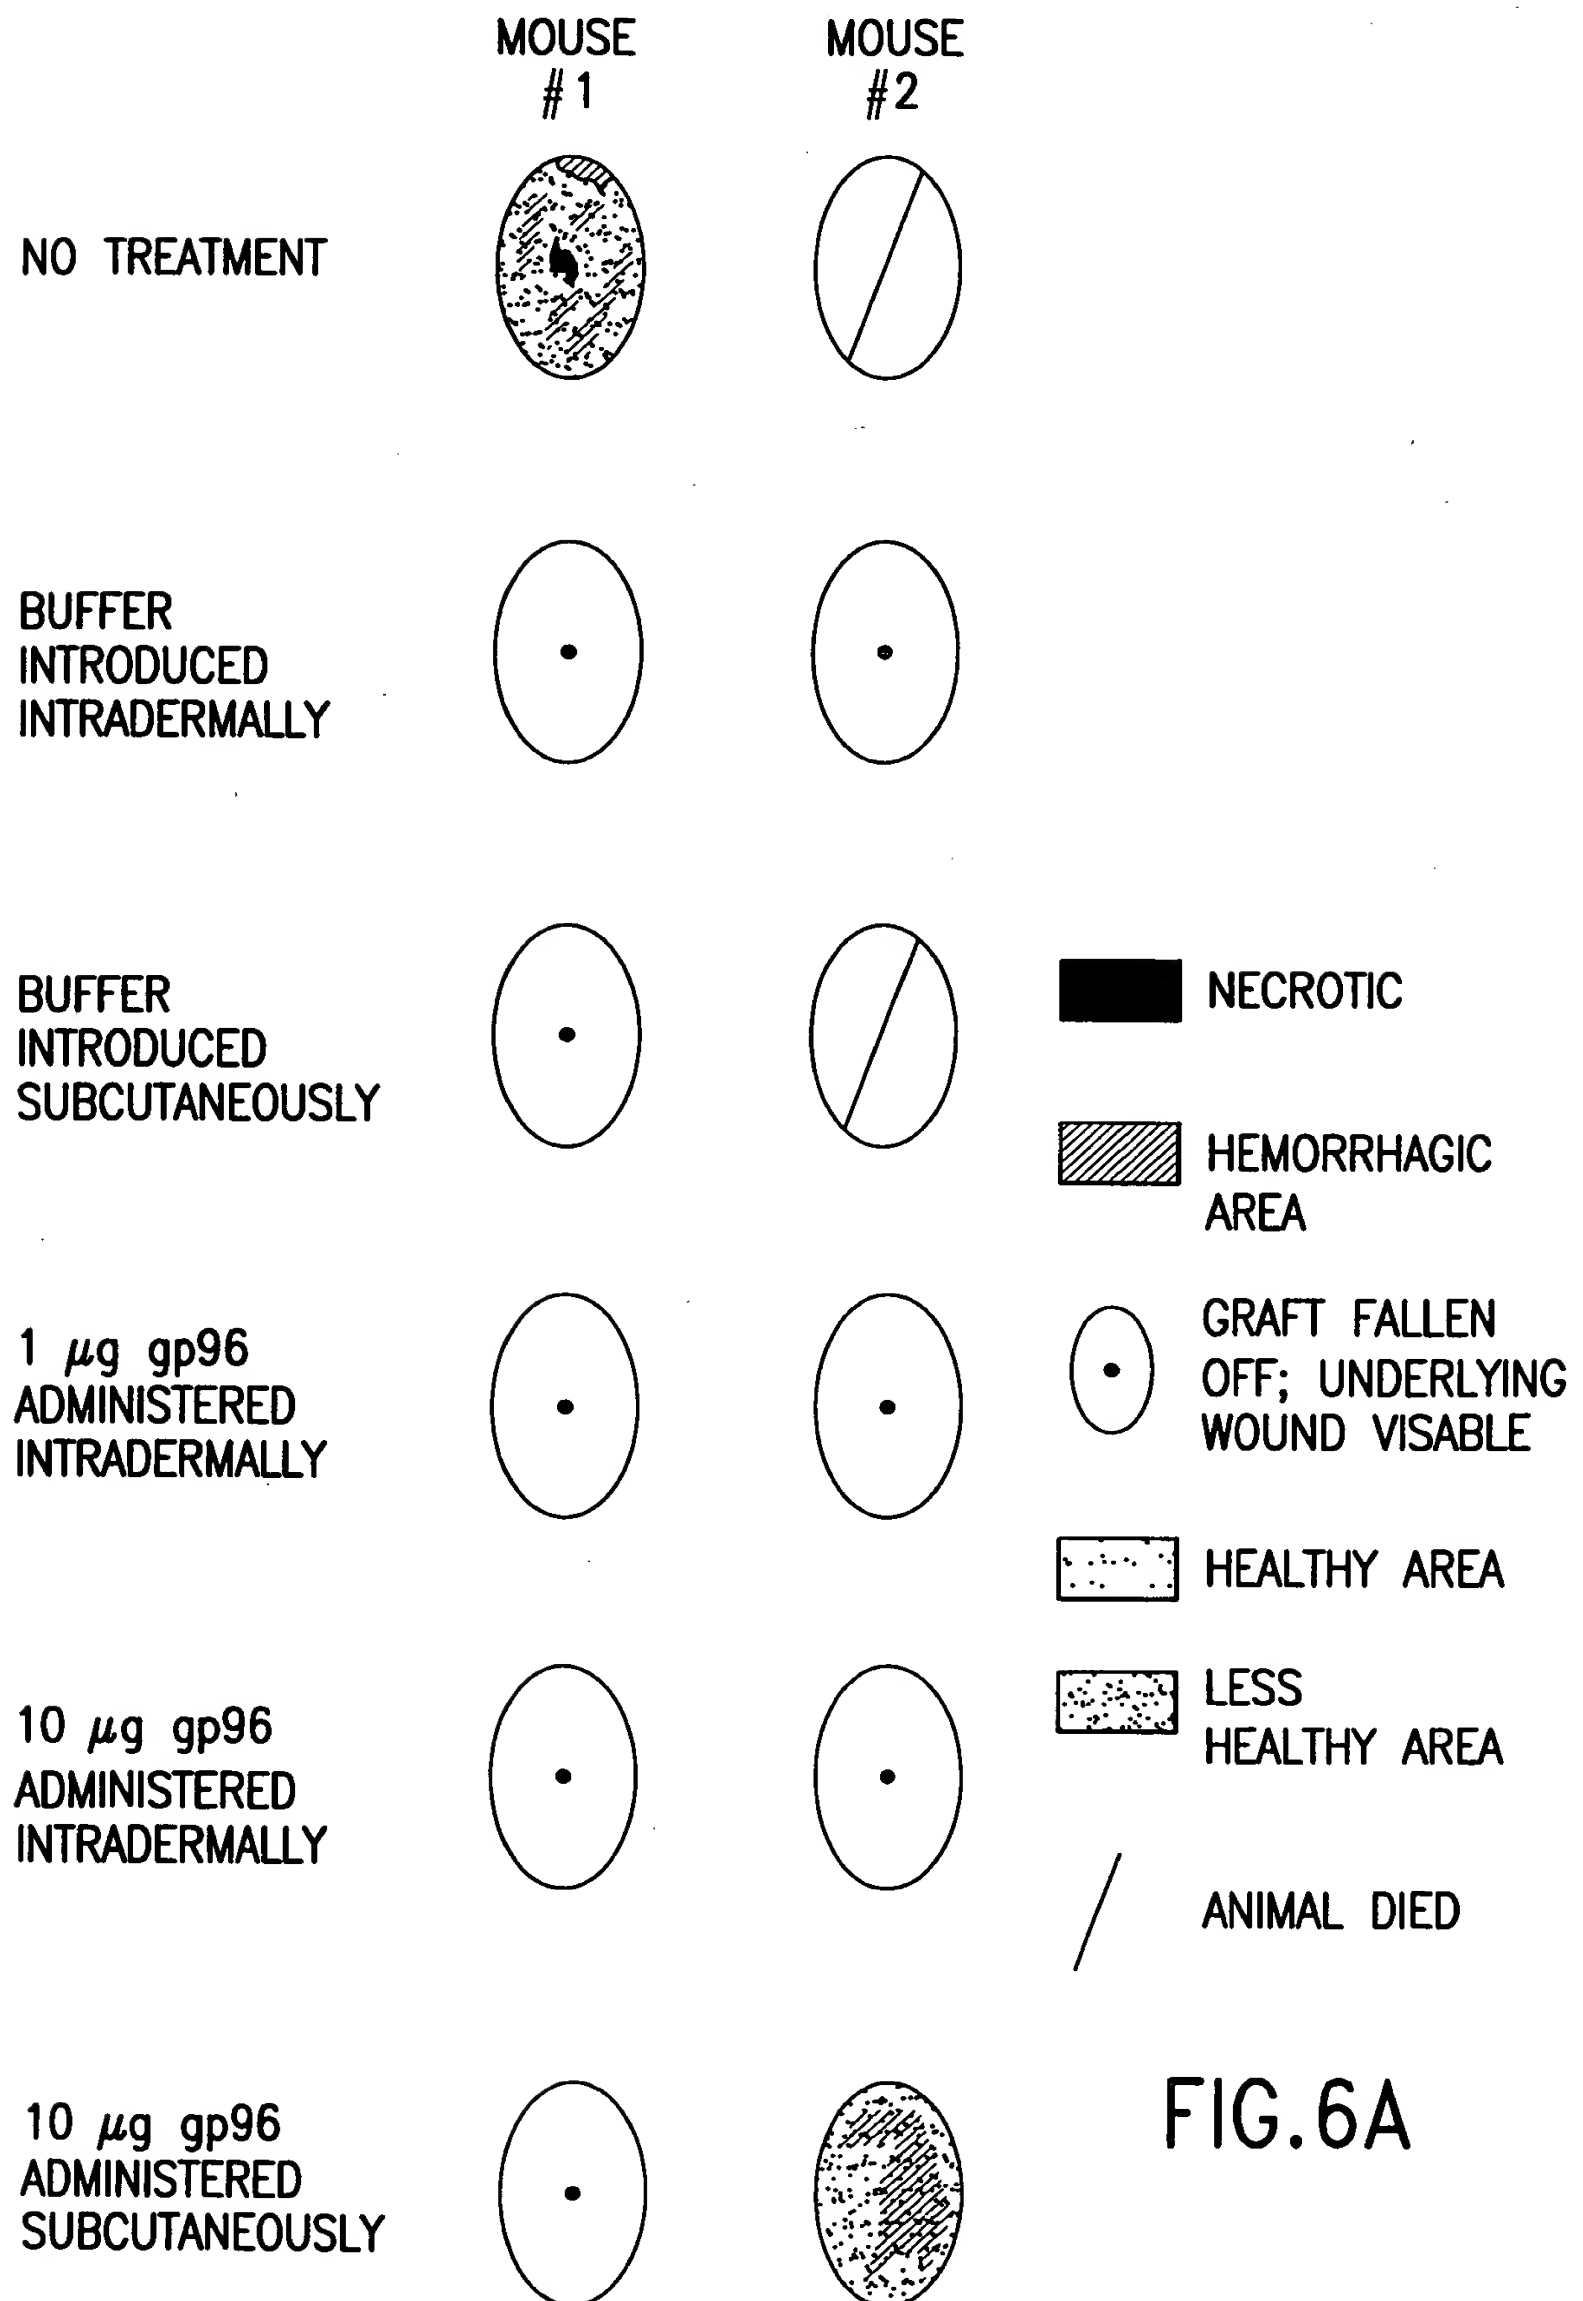 MOUSE
#1
MOUSE
#2
NO TREATMENT
BUFFER
INTRODUCED
INTRADERMALLY
BUFFER
INTRODUCED
SUBCUTANEOUSLY
1 μg gp96
ADMINISTERED
INTRADERMALLY
10 μg gp96
ADMINISTERED
INTRADERMALLY
10 μg gp96
ADMINISTERED
SUBCUTANEOUSLY
NECROTIC
HEMORRHAGIC
AREA
GRAFT FALLEN
OFF; UNDERLYING
WOUND VISABLE
HEALTHY AREA
LESS
HEALTHY AREA
ANIMAL DIED
FIG.6A